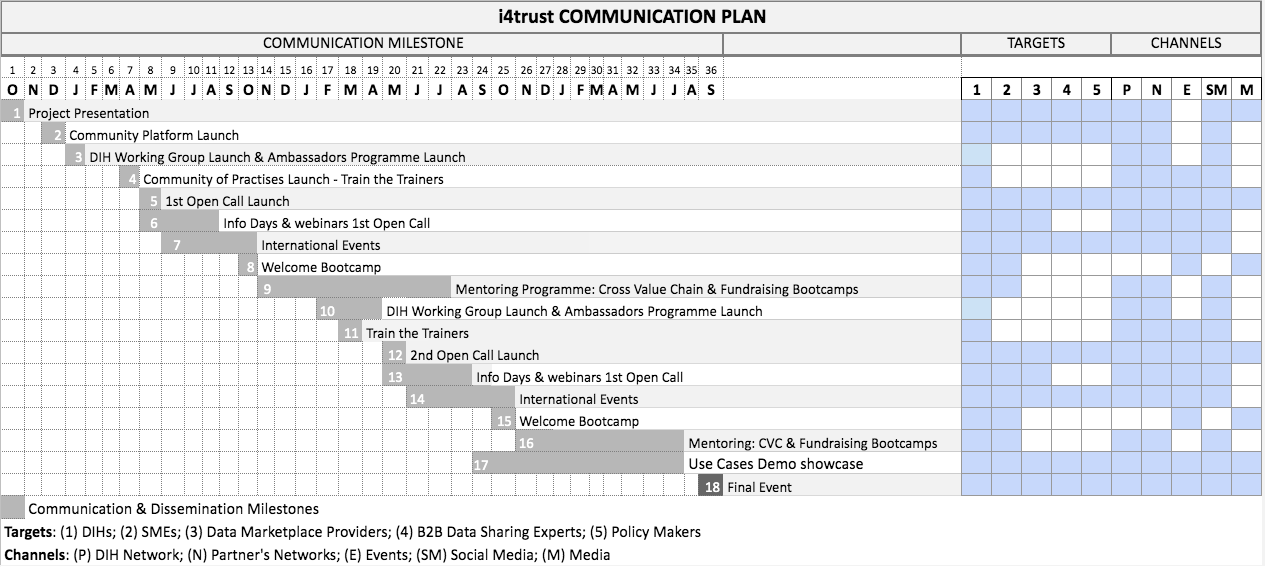 i4trust COMMUNICATION PLAN
COMMUNICATION MILESTONE TARGETS CHANNELS
1 2 3 4 5 6 7 8 9 10 11 12 13 14 15 16 17 18 19 20 21 22 23 24 25 26 27 28 29 30 31 32 33 34 35 36
O N D J F M A M J J A S O N D J F M A M J J A S O N D J F M A M J J A S 1 2 3 4 5 P N E SM M
1 Project Presentation
2 Community Platform Launch
3 DIH Working Group Launch & Ambassadors Programme Launch
4 Community of Practises Launch - Train the Trainers
5 1st Open Call Launch
6 Info Days & webinars 1st Open Call
7 International Events
8 Welcome Bootcamp
9 Mentoring Programme: Cross Value Chain & Fundraising Bootcamps
10 DIH Working Group Launch & Ambassadors Programme Launch
11 Train the Trainers
12 2nd Open Call Launch
13 Info Days & webinars 1st Open Call
14 International Events
15 Welcome Bootcamp
16 Mentoring: CVC & Fundraising Bootcamps
17 Use Cases Demo showcase
18 Final Event
Communication & Dissemination Milestones
Targets: (1) DIHs; (2) SMEs; (3) Data Marketplace Providers; (4) B2B Data Sharing Experts; (5) Policy Makers
Channels: (P) DIH Network; (N) Partner's Networks; (E) Events; (SM) Social Media; (M) Media